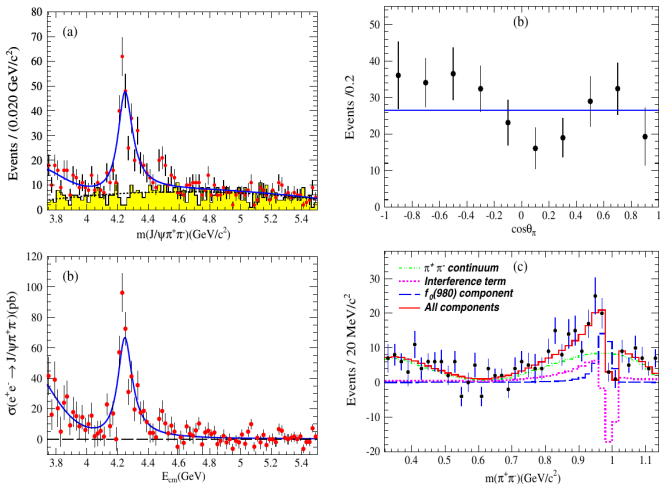 (a)
Events / (0.020 GeV/c²)
80
70
60
50
40
30
20
10
0
3.8 4 4.2 4.4 4.6 4.8 5 5.2 5.4
m(J/ψπ⁺π⁻)(GeV/c²)
(b)
Events /0.2
60
50
40
30
20
10
0
-1 -0.8 -0.6 -0.4 -0.2 0 0.2 0.4 0.6 0.8 1
cosθπ
(b)
σ(e⁺e⁻ → J/ψπ⁺π⁻)(pb)
120
100
80
60
40
20
0
3.8 4 4.2 4.4 4.6 4.8 5 5.2 5.4
Ecm(GeV)
(c)
π⁺π⁻ continuum
Interference term
f₀(980) component
All components
Events / 20 MeV/c²
40
30
20
10
0
-10
-20
0.4 0.5 0.6 0.7 0.8 0.9 1 1.1
m(π⁺π⁻)(GeV/c²)